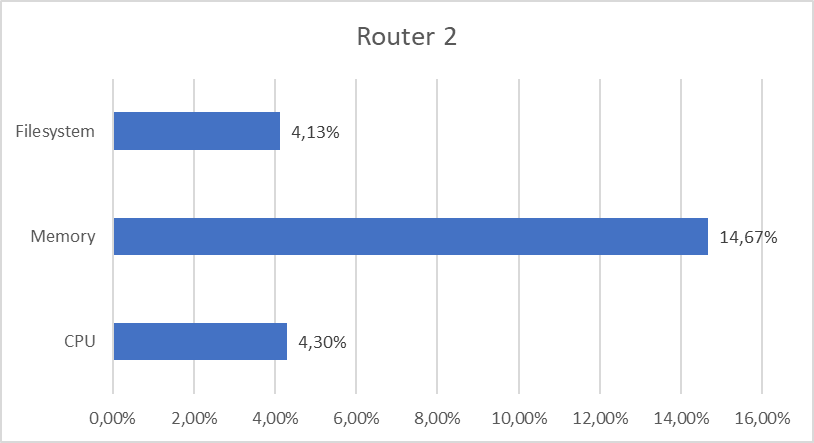 Router 2
Filesystem 4,13%
Memory 14,67%
CPU 4,30%
0,00% 2,00% 4,00% 6,00% 8,00% 10,00% 12,00% 14,00% 16,00%